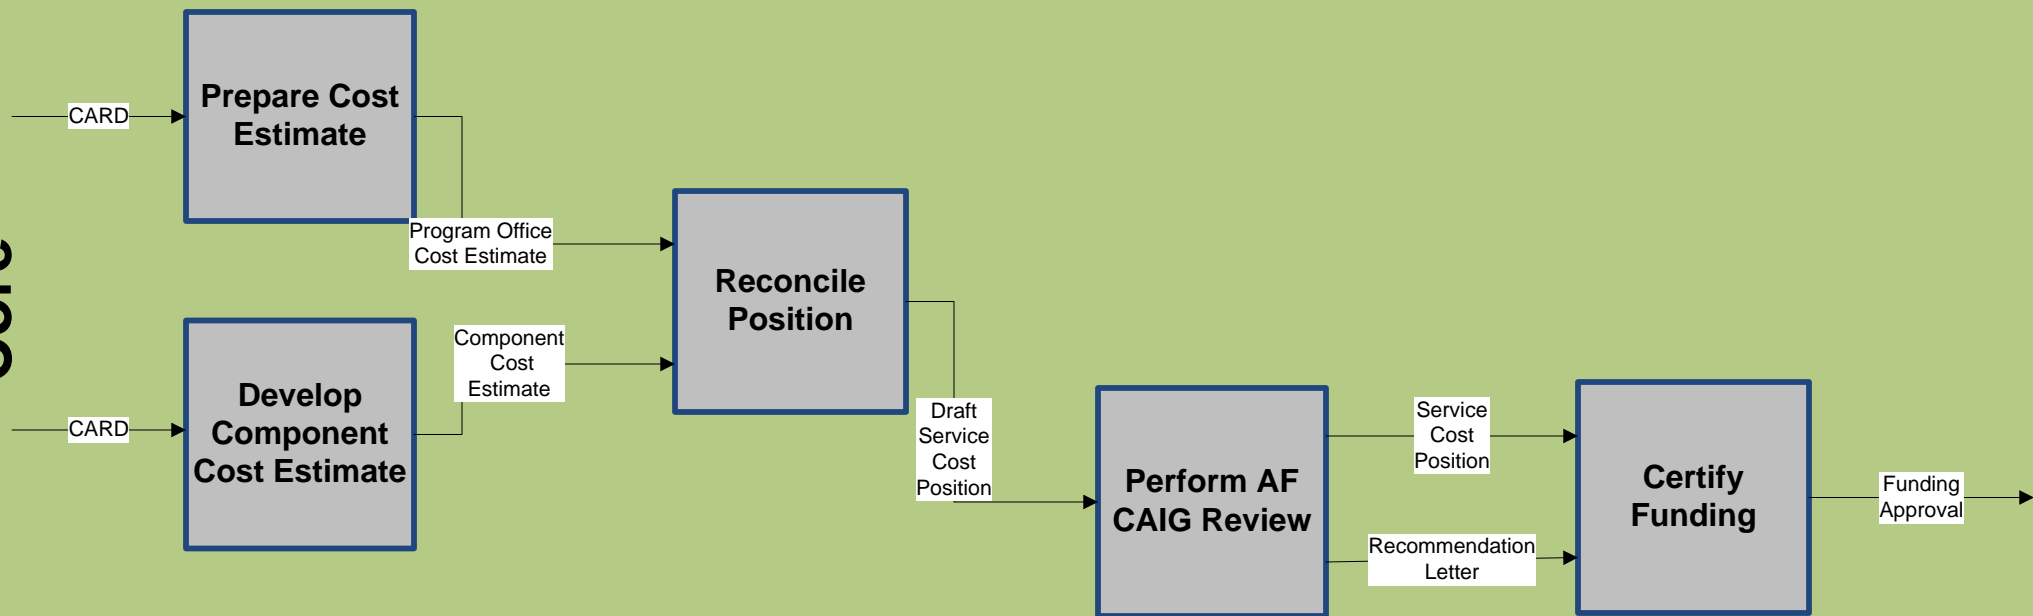 CARD
Prepare Cost
Estimate
Program Office
Cost Estimate
CARD
Develop
Component
Cost Estimate
Component
Cost
Estimate
Reconcile
Position
Draft
Service
Cost
Position
Perform AF
CAIG Review
Service
Cost
Position
Recommendation
Letter
Certify
Funding
Funding
Approval